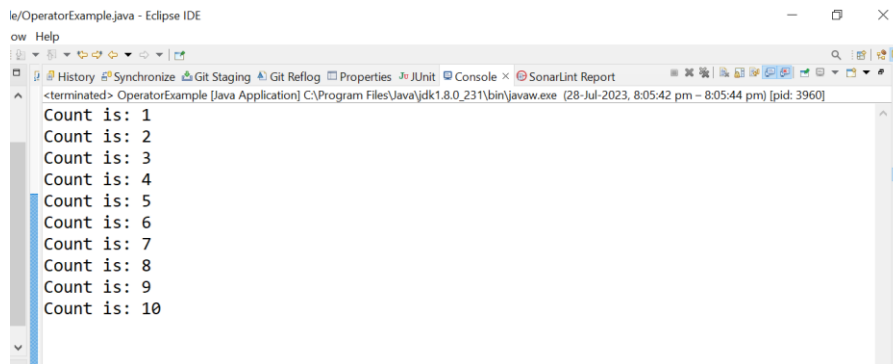 le/OperatorExample.java - Eclipse IDE
ow Help
History Synchronize Git Staging Git Reflog Properties JUnit Console SonarLint Report
<terminated> OperatorExample [Java Application] C:\Program Files\Java\jdk1.8.0_231\bin\javaw.exe (28-Jul-2023, 8:05:42 pm – 8:05:44 pm) [pid: 3960]
Count is: 1
Count is: 2
Count is: 3
Count is: 4
Count is: 5
Count is: 6
Count is: 7
Count is: 8
Count is: 9
Count is: 10